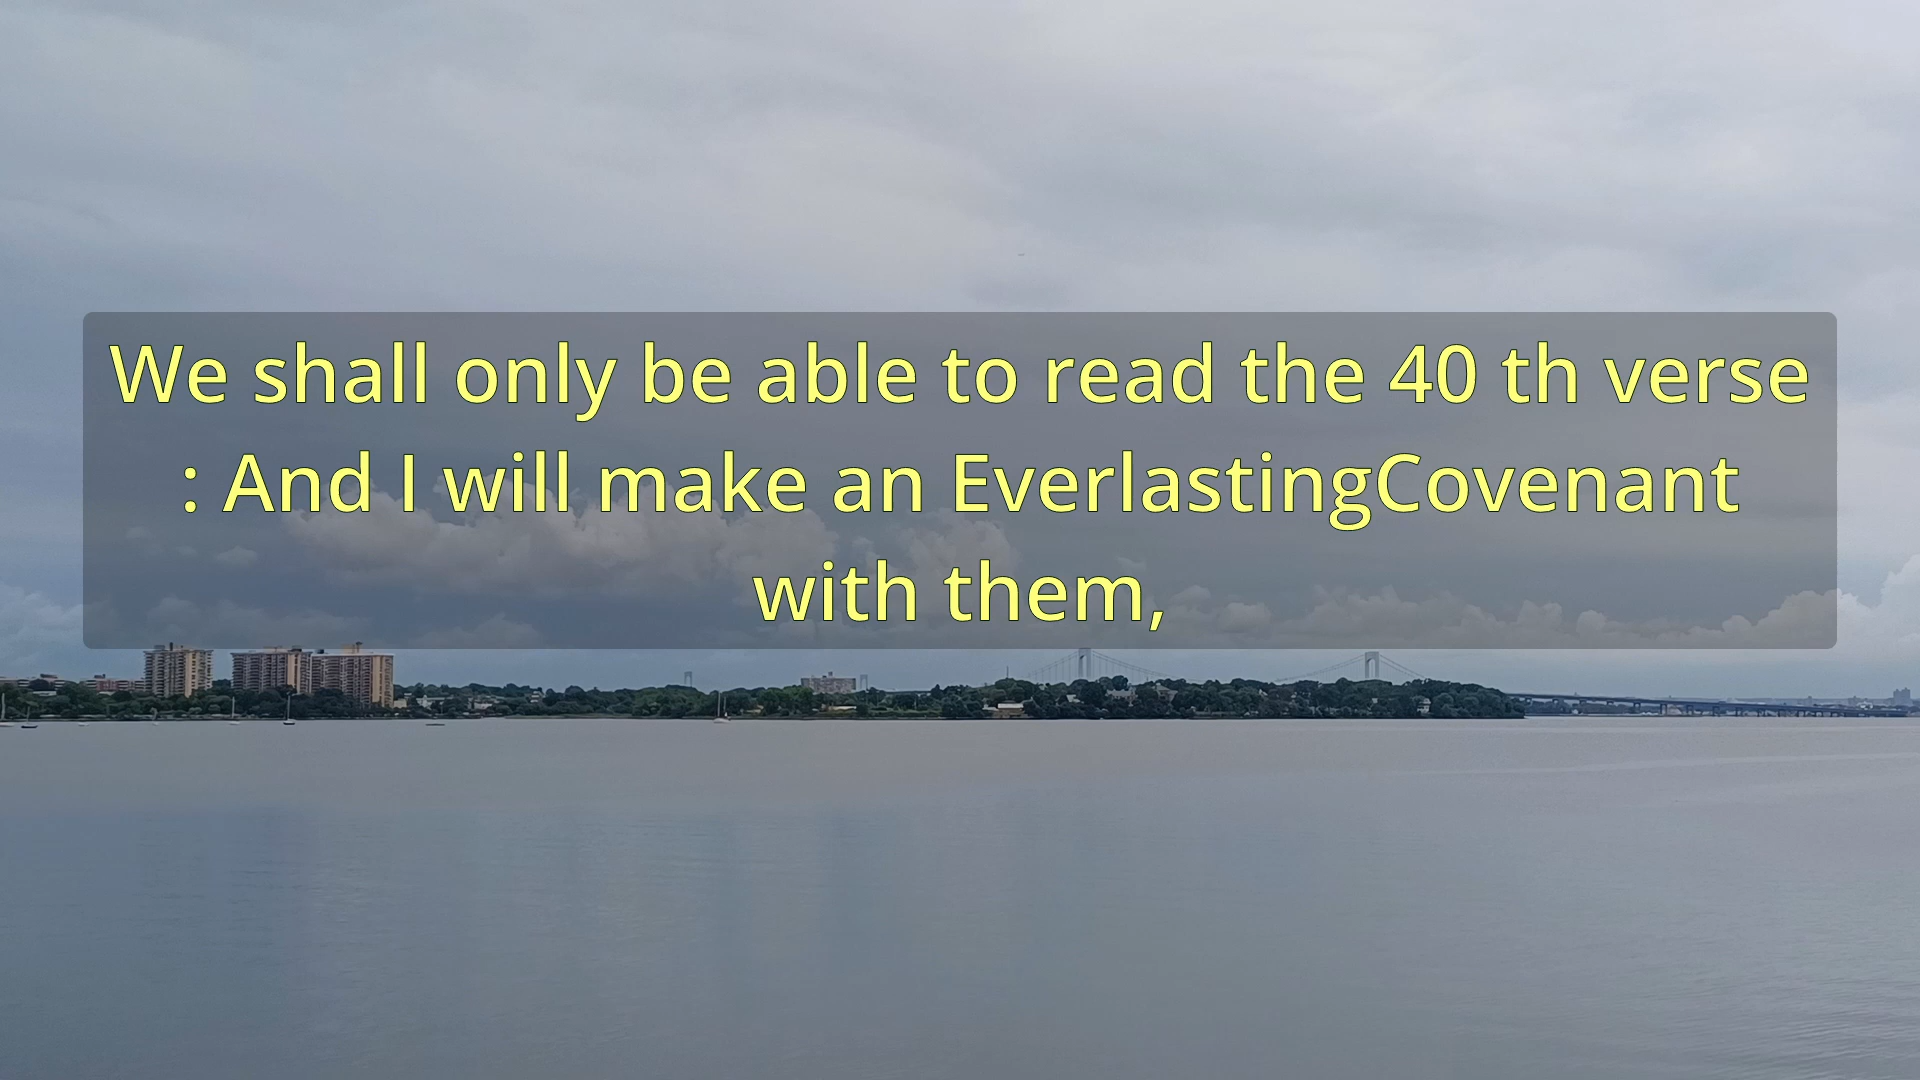 We shall only be able to read the 40 th verse
: And I will make an EverlastingCovenant
with them,